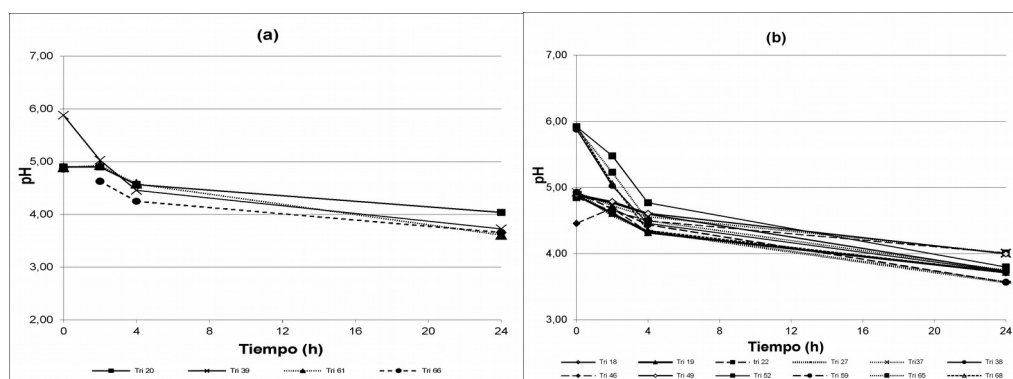 (a)
7,00
6,00
5,00
4,00
3,00
2,00
pH
0
4
8
12
16
20
24
Tiempo (h)
Tri 20 Tri 39 Tri 61 Tri 66
(b)
7,00
6,00
5,00
4,00
3,00
2,00
pH
0
4
8
12
16
20
24
Tiempo (h)
Tri 18 Tri 19 tri 22 Tri 27 Tri37 Tri 38
Tri 46 Tri 49 Tri 52 Tri 59 Tri 65 Tri 68